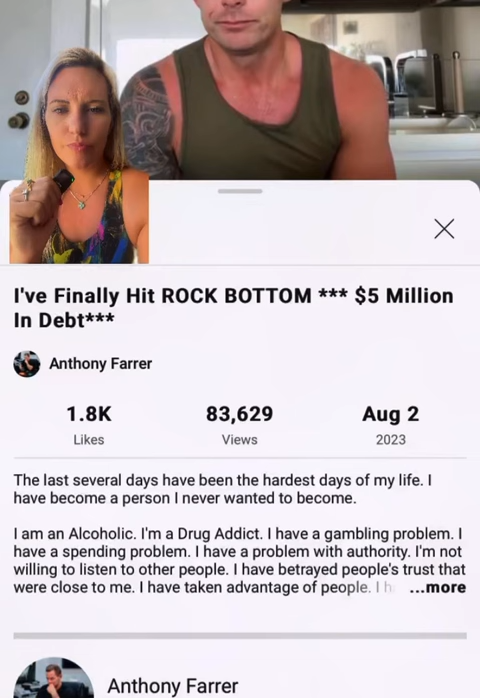 I've Finally Hit ROCK BOTTOM *** $5 Million
In Debt***
Anthony Farrer
1.8K
83,629
Aug 2
Likes
Views
2023
The last several days have been the hardest days of my life. I
have become a person I never wanted to become.
I am an Alcoholic. I'm a Drug Addict. I have a gambling problem. I
have a spending problem. I have a problem with authority. I'm not
willing to listen to other people. I have betrayed people's trust that
were close to me. I have taken advantage of people. I h ...more
Anthony Farrer